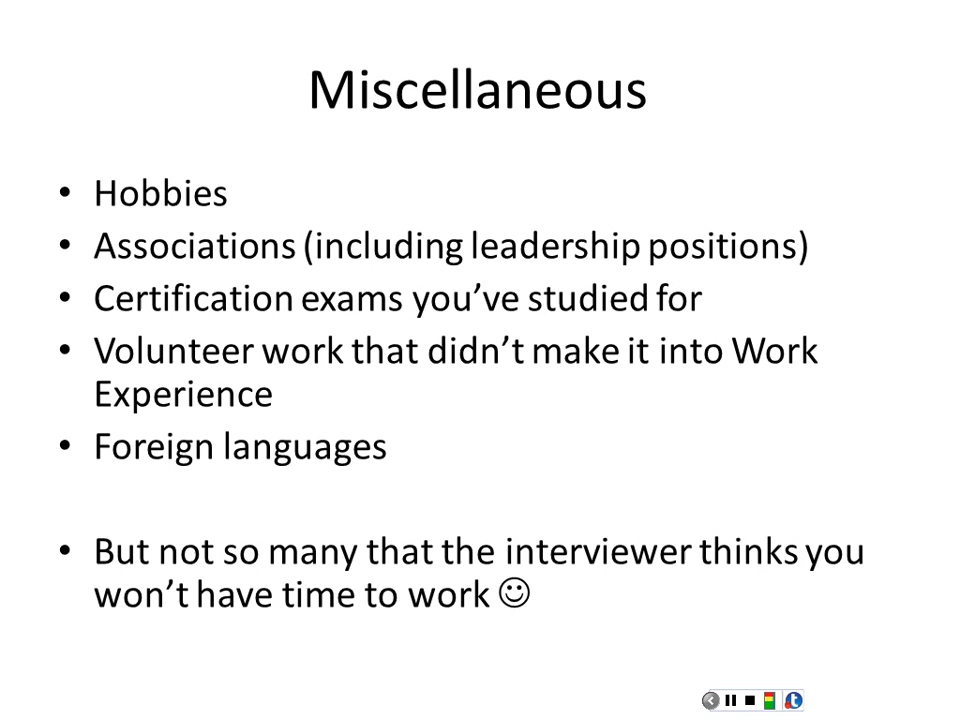 Miscellaneous
• Hobbies
• Associations (including leadership positions)
• Certification exams you’ve studied for
• Volunteer work that didn’t make it into Work
Experience
• Foreign languages
• But not so many that the interviewer thinks you
won’t have time to work ☺
t